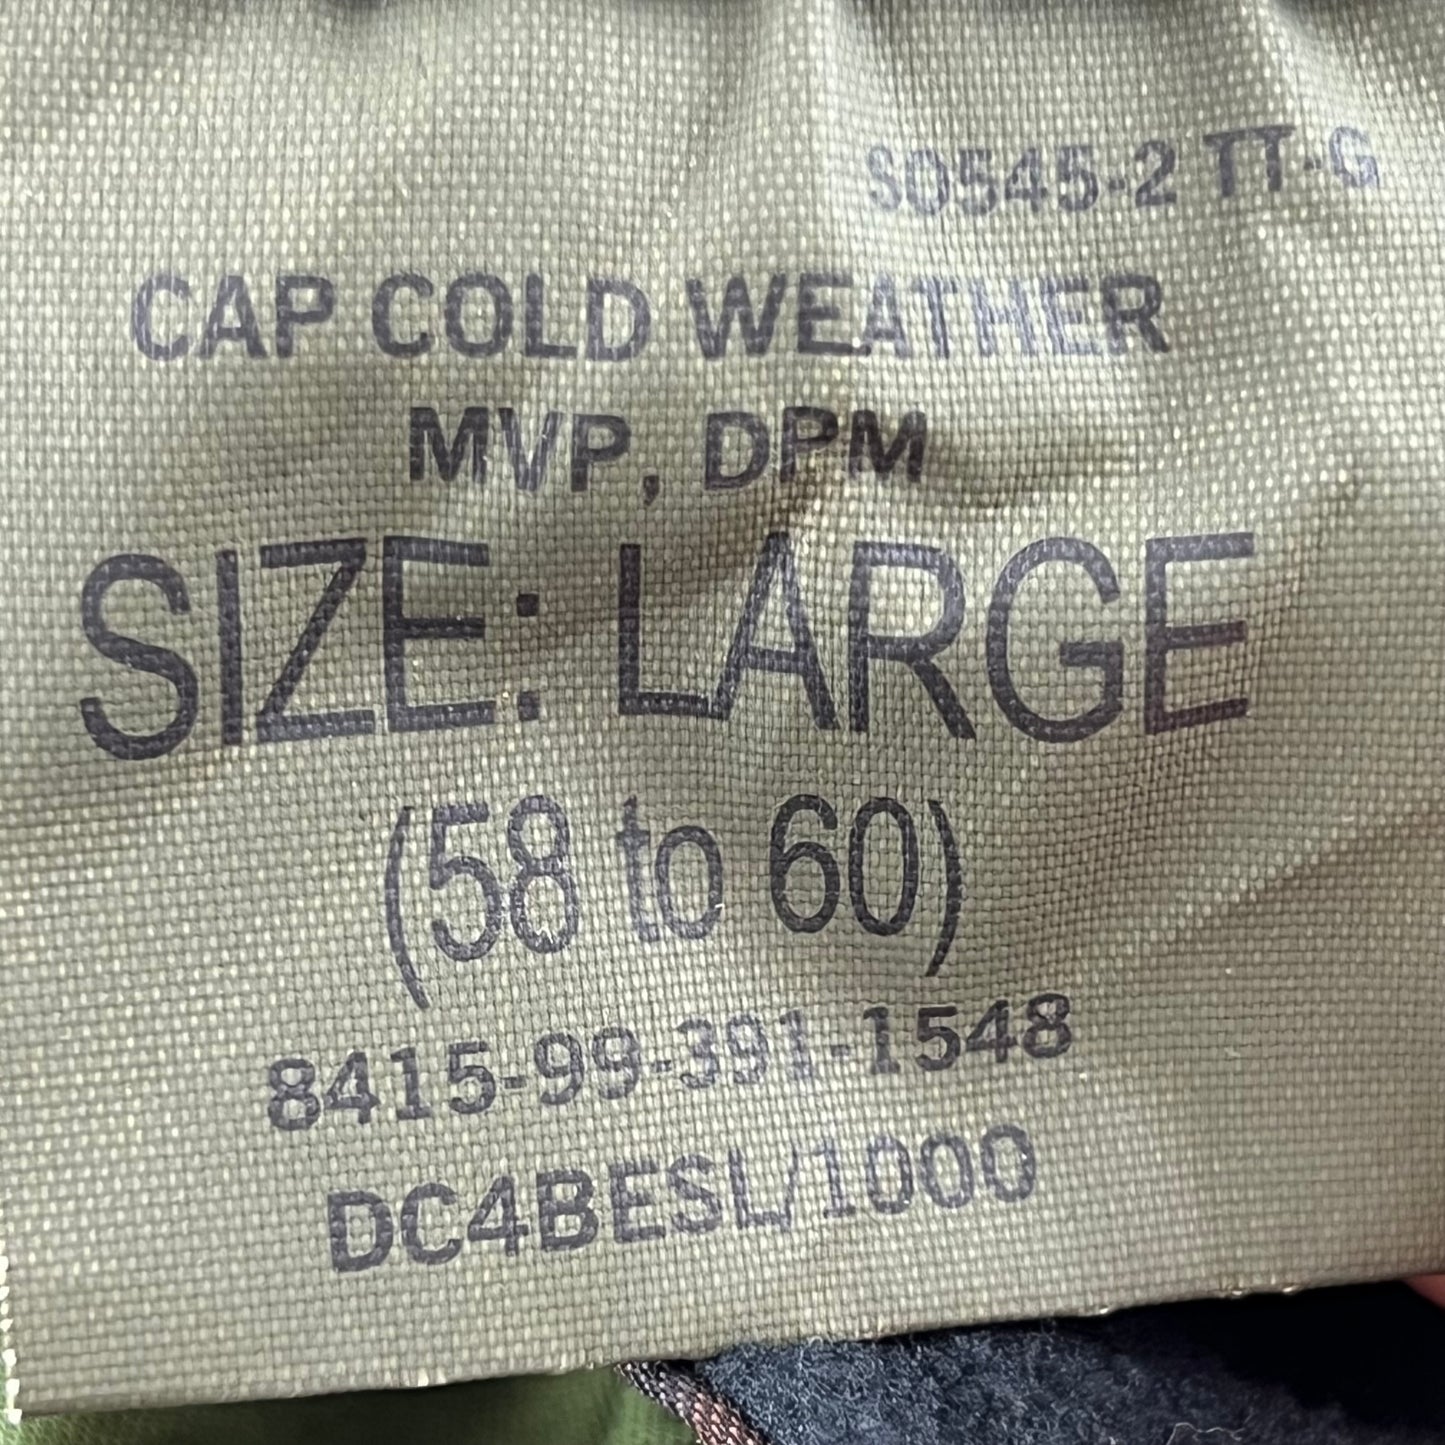 S0545-2 TT-G
CAP COLD WEATHER
MVP, DPM
SIZE: LARGE
(58 to 60)
8415-99-391-1548
DC4BESL/1000